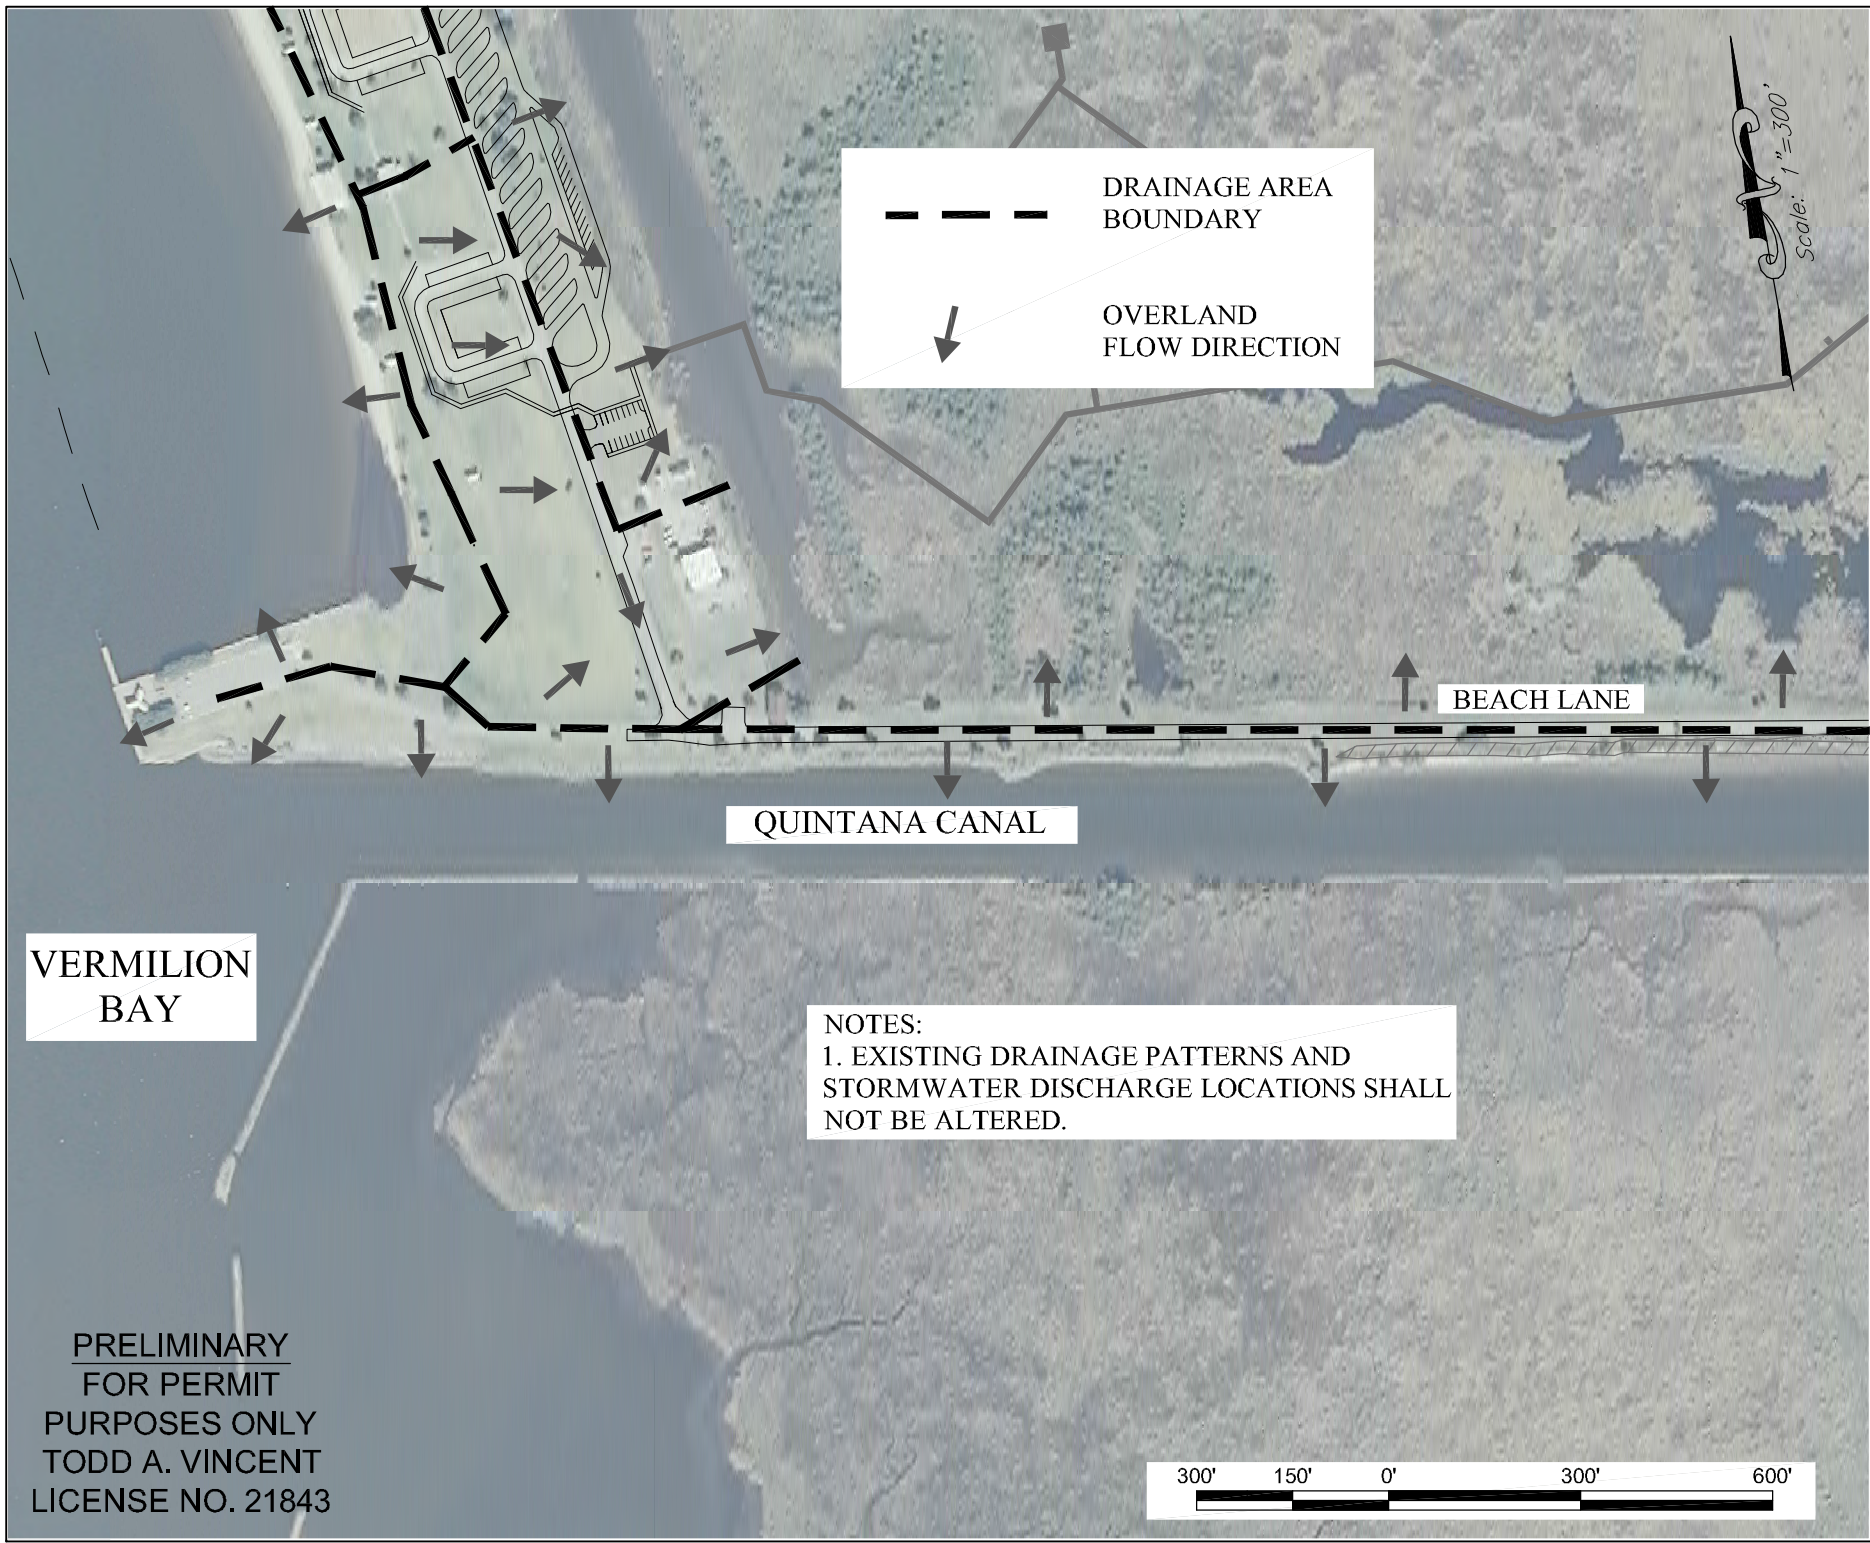 DRAINAGE AREA
BOUNDARY
OVERLAND
FLOW DIRECTION
Scale: 1"=300'
BEACH LANE
QUINTANA CANAL
VERMILION
BAY
NOTES:
1. EXISTING DRAINAGE PATTERNS AND
STORMWATER DISCHARGE LOCATIONS SHALL
NOT BE ALTERED.
PRELIMINARY
FOR PERMIT
PURPOSES ONLY
TODD A. VINCENT
LICENSE NO. 21843
300' 150' 0' 300' 600'